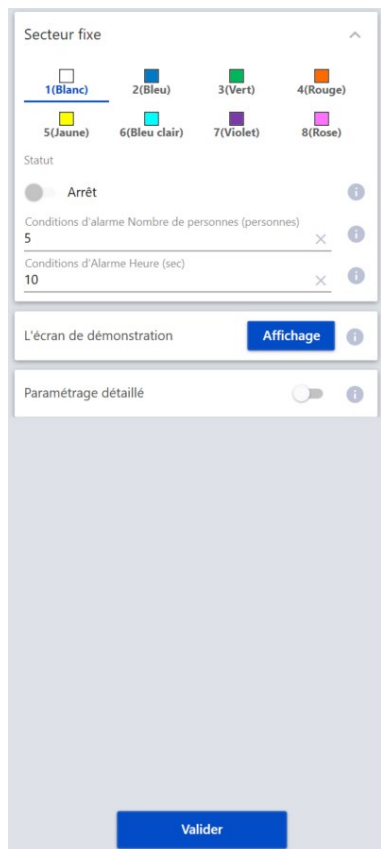 Secteur fixe
1(Blanc) 2(Bleu) 3(Vert) 4(Rouge)
5(Jaune) 6(Bleu clair) 7(Violet) 8(Rose)
Statut
Arrêt
Conditions d'alarme Nombre de personnes (personnes)
5
Conditions d'Alarme Heure (sec)
10
L'écran de démonstration Affichage
Paramétrage détaillé
Valider